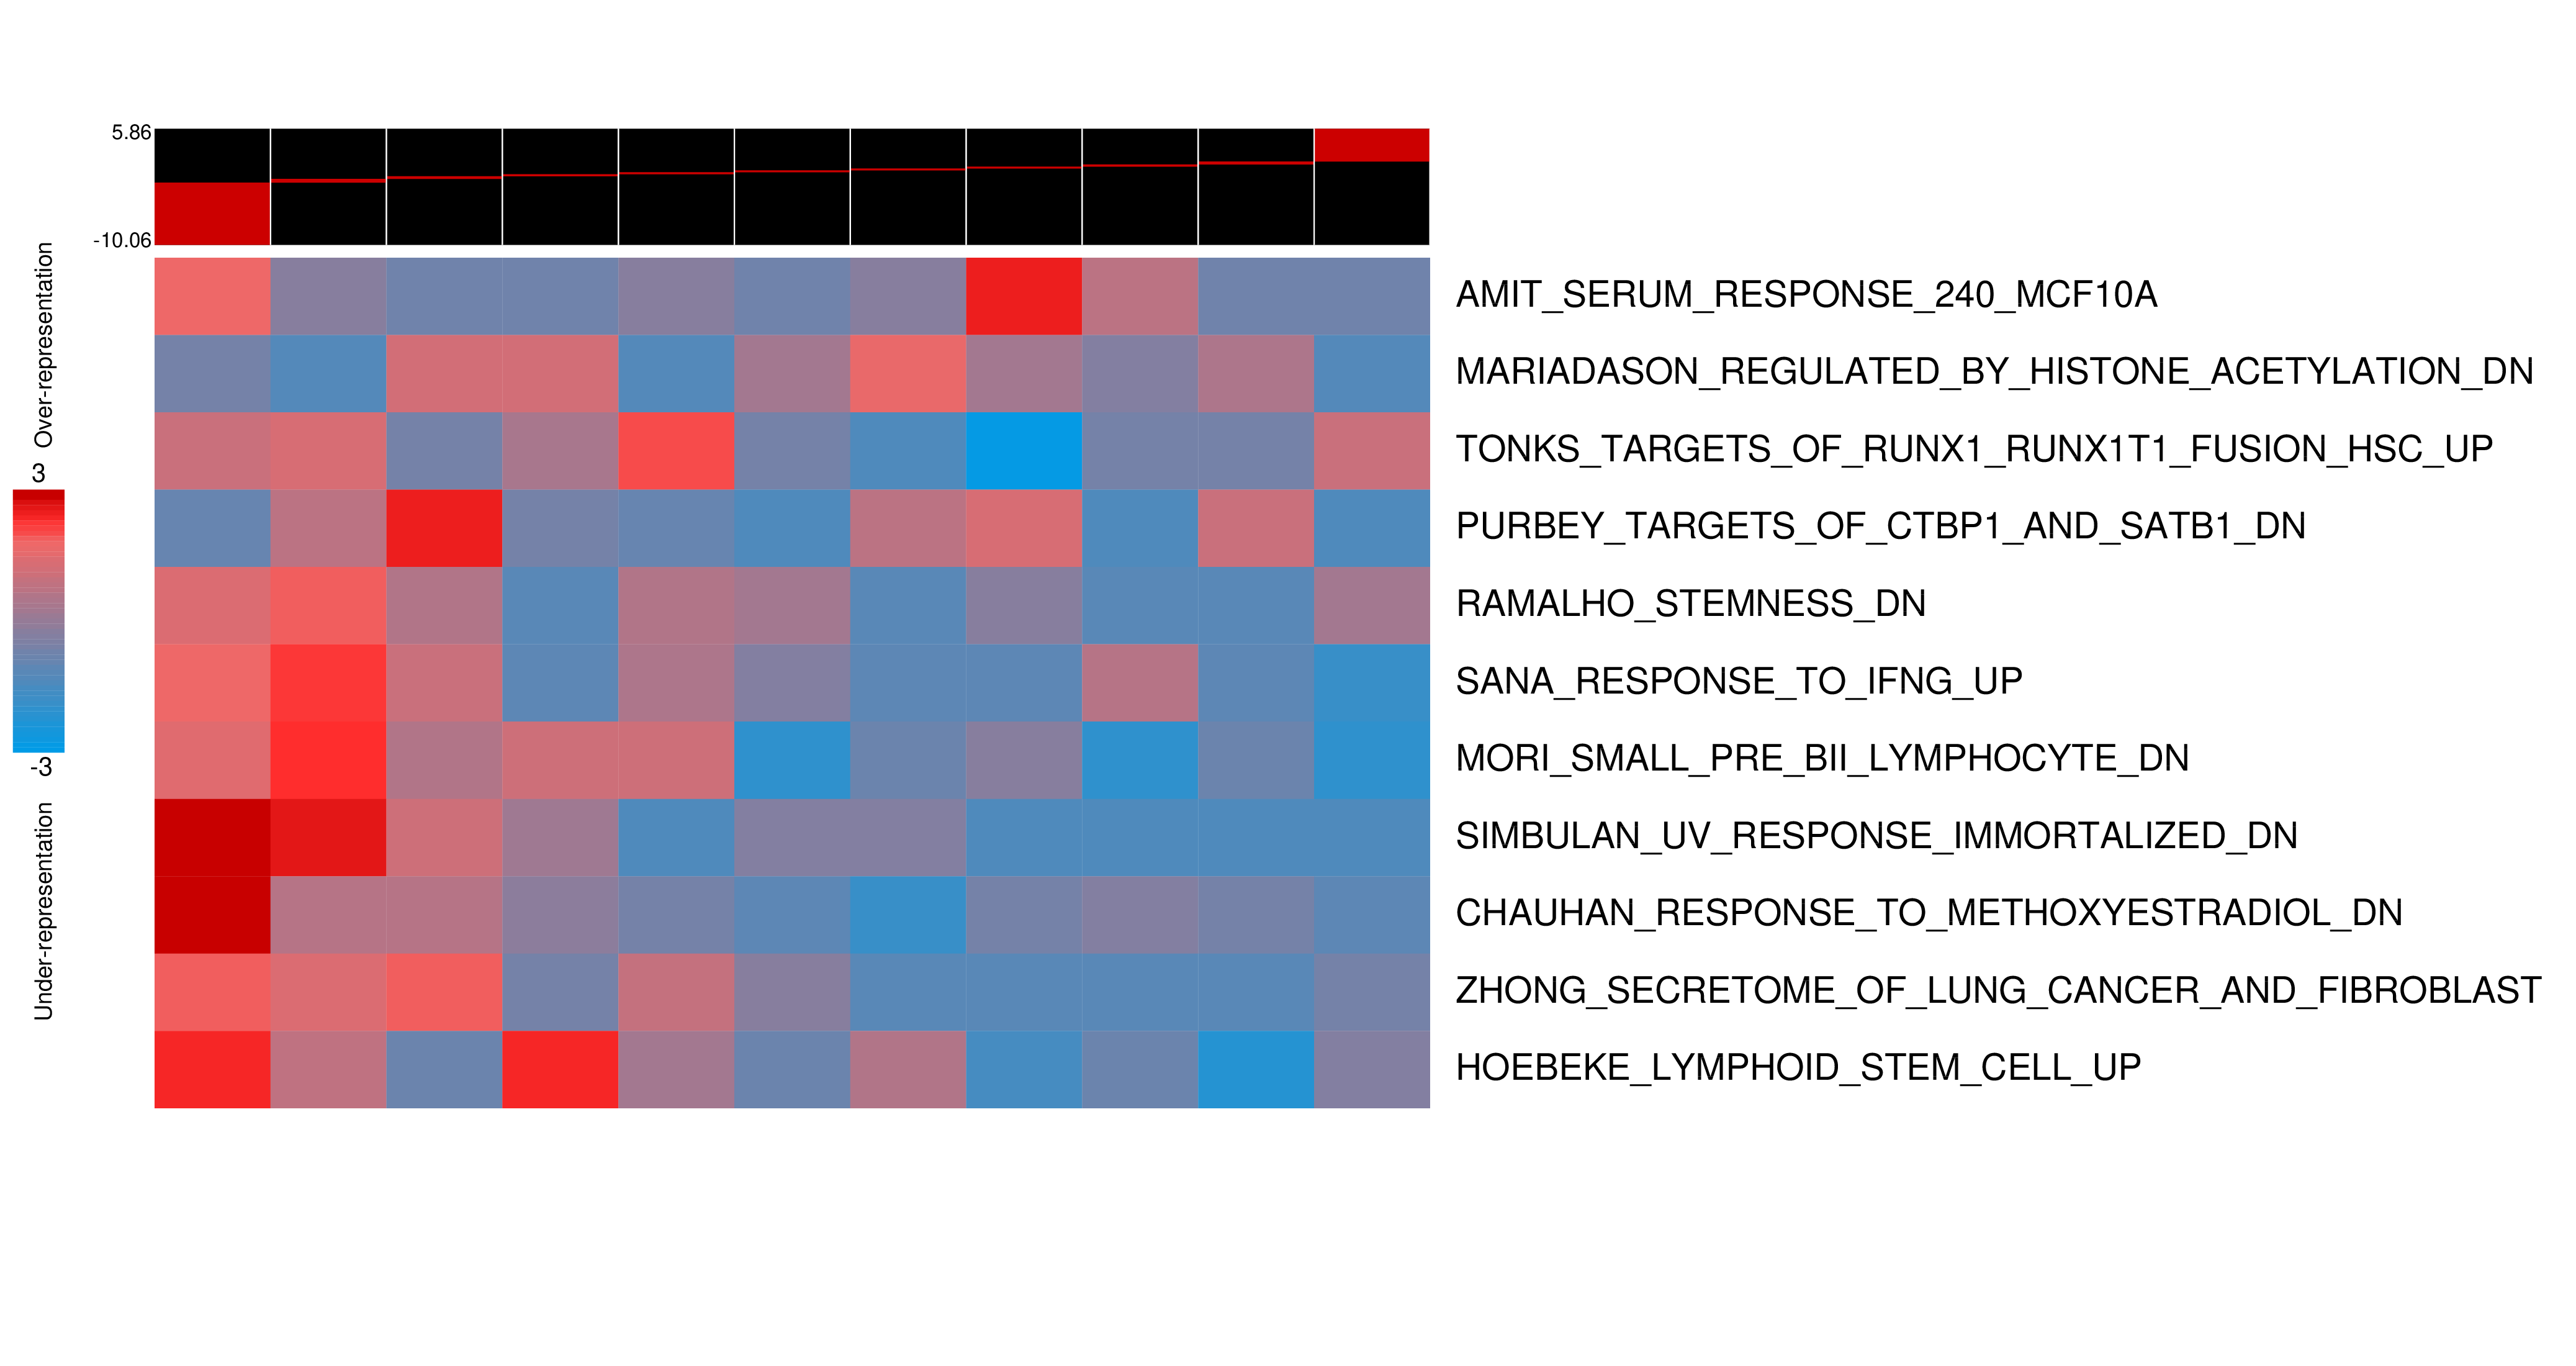 5.86
-10.06
Over-representation
3
-3
Under-representation
AMIT_SERUM_RESPONSE_240_MCF10A
MARIADASON_REGULATED_BY_HISTONE_ACETYLATION_DN
TONKS_TARGETS_OF_RUNX1_RUNX1T1_FUSION_HSC_UP
PURBEY_TARGETS_OF_CTBP1_AND_SATB1_DN
RAMALHO_STEMNESS_DN
SANA_RESPONSE_TO_IFNG_UP
MORI_SMALL_PRE_BII_LYMPHOCYTE_DN
SIMBULAN_UV_RESPONSE_IMMORTALIZED_DN
CHAUHAN_RESPONSE_TO_METHOXYESTRADIOL_DN
ZHONG_SECRETOME_OF_LUNG_CANCER_AND_FIBROBLAST
HOEBEKE_LYMPHOID_STEM_CELL_UP